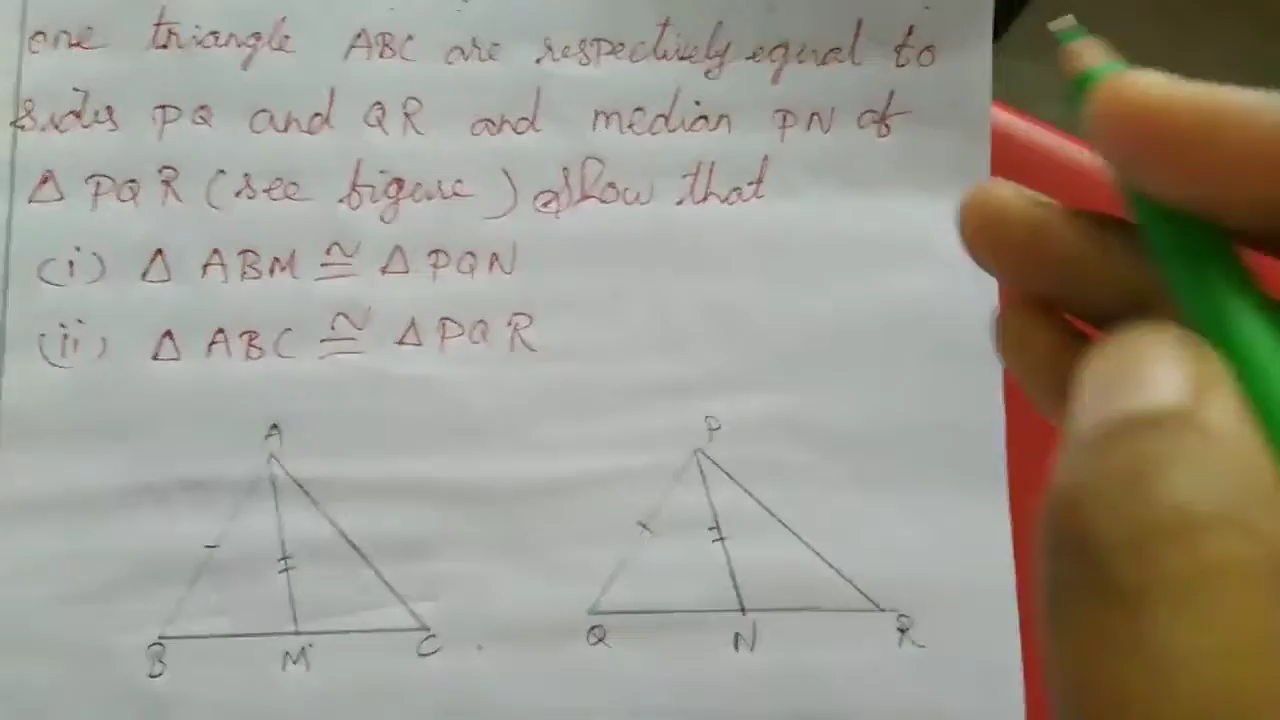 one triangle ABC are respectively equal to
sides PQ and QR and median PN of
Δ PQR (see figure) show that
(i) Δ ABM ≅ Δ PQN
(ii) Δ ABC ≅ Δ PQR
A P
B M C Q N R